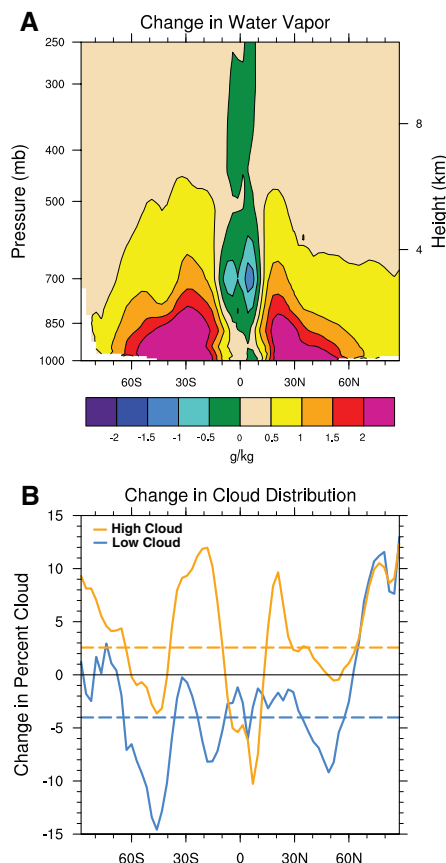 A
Change in Water Vapor
250
300
400
500
700
850
1000
Pressure (mb)
8
4
Height (km)
60S 30S 0 30N 60N
-2 -1.5 -1 -0.5 0 0.5 1 1.5 2
g/kg
B
Change in Cloud Distribution
High Cloud
Low Cloud
15
10
5
0
-5
-10
-15
Change in Percent Cloud
60S 30S 0 30N 60N